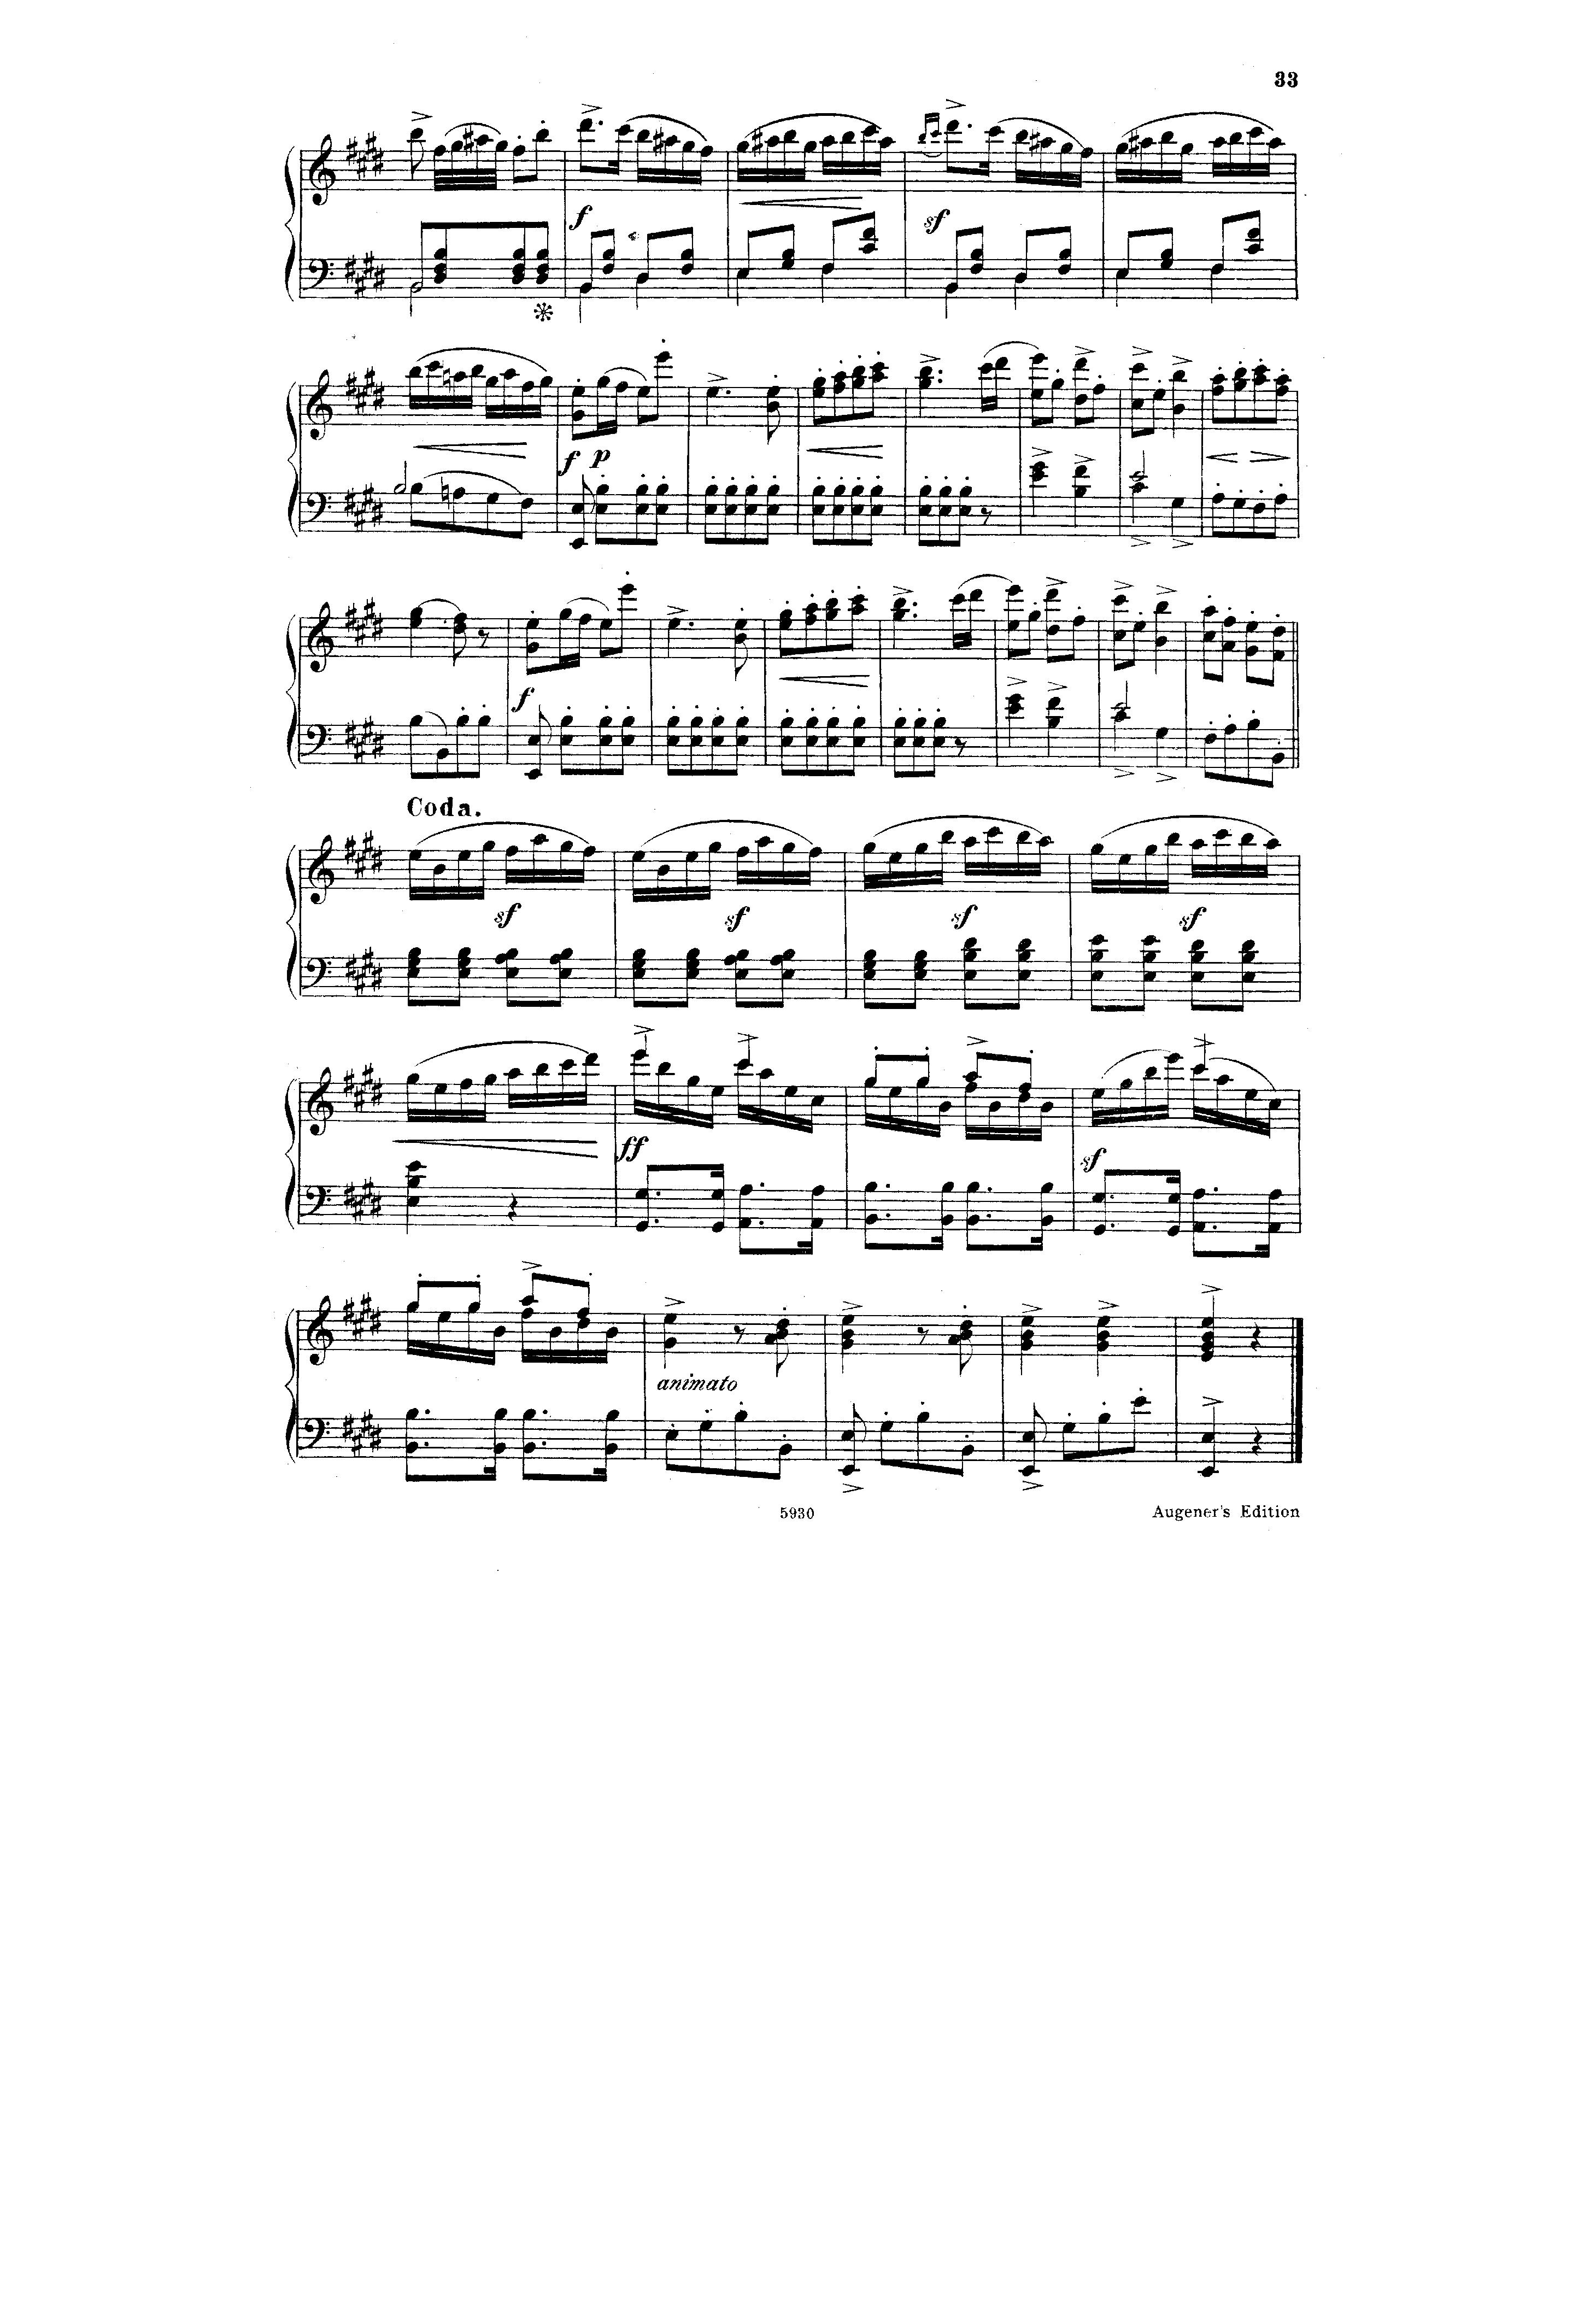 33
f
sf
f p
f
Coda.
sf sf sf sf
ff sf
animato
5930 Augener's Edition